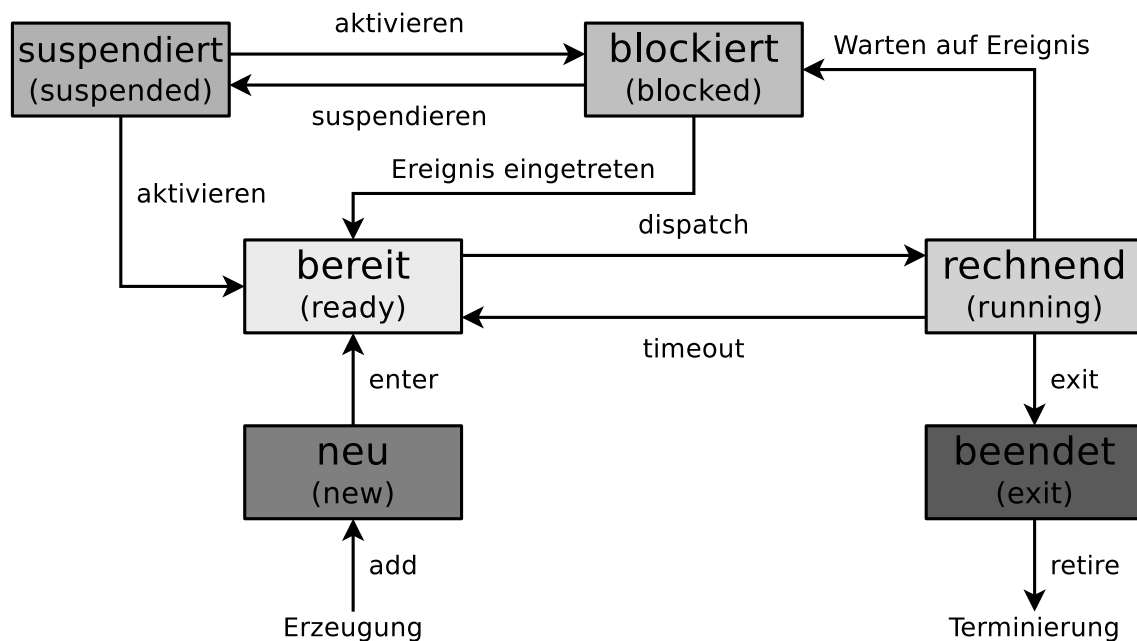 aktivieren
suspendiert
(suspended)
blockiert
(blocked)
Warten auf Ereignis
suspendieren
Ereignis eingetreten
aktivieren
dispatch
bereit
(ready)
rechnend
(running)
timeout
enter
exit
neu
(new)
beendet
(exit)
add
retire
Erzeugung
Terminierung